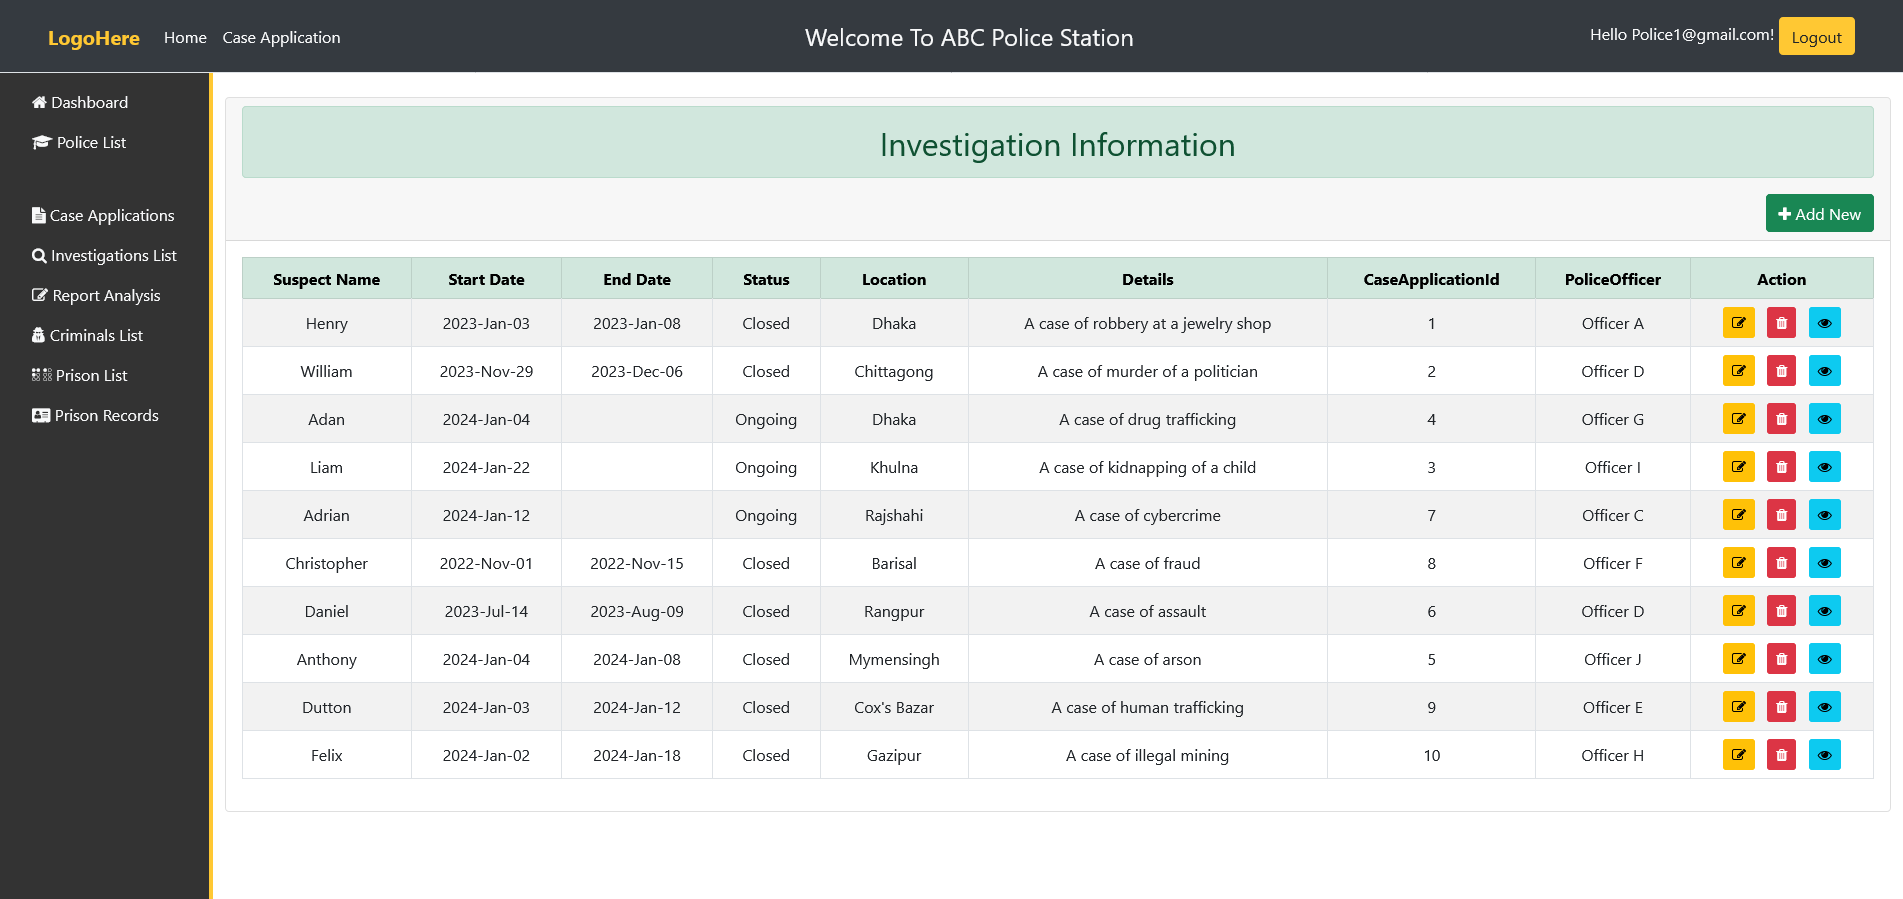 LogoHere Home Case Application Welcome To ABC Police Station Hello Police1@gmail.com! Logout
Dashboard
Police List
Case Applications
Investigations List
Report Analysis
Criminals List
Prison List
Prison Records
Investigation Information
Add New
Suspect Name Start Date End Date Status Location Details CaseApplicationId PoliceOfficer Action
Henry 2023-Jan-03 2023-Jan-08 Closed Dhaka A case of robbery at a jewelry shop 1 Officer A
William 2023-Nov-29 2023-Dec-06 Closed Chittagong A case of murder of a politician 2 Officer D
Adan 2024-Jan-04 Ongoing Dhaka A case of drug trafficking 4 Officer G
Liam 2024-Jan-22 Ongoing Khulna A case of kidnapping of a child 3 Officer I
Adrian 2024-Jan-12 Ongoing Rajshahi A case of cybercrime 7 Officer C
Christopher 2022-Nov-01 2022-Nov-15 Closed Barisal A case of fraud 8 Officer F
Daniel 2023-Jul-14 2023-Aug-09 Closed Rangpur A case of assault 6 Officer D
Anthony 2024-Jan-04 2024-Jan-08 Closed Mymensingh A case of arson 5 Officer J
Dutton 2024-Jan-03 2024-Jan-12 Closed Cox's Bazar A case of human trafficking 9 Officer E
Felix 2024-Jan-02 2024-Jan-18 Closed Gazipur A case of illegal mining 10 Officer H